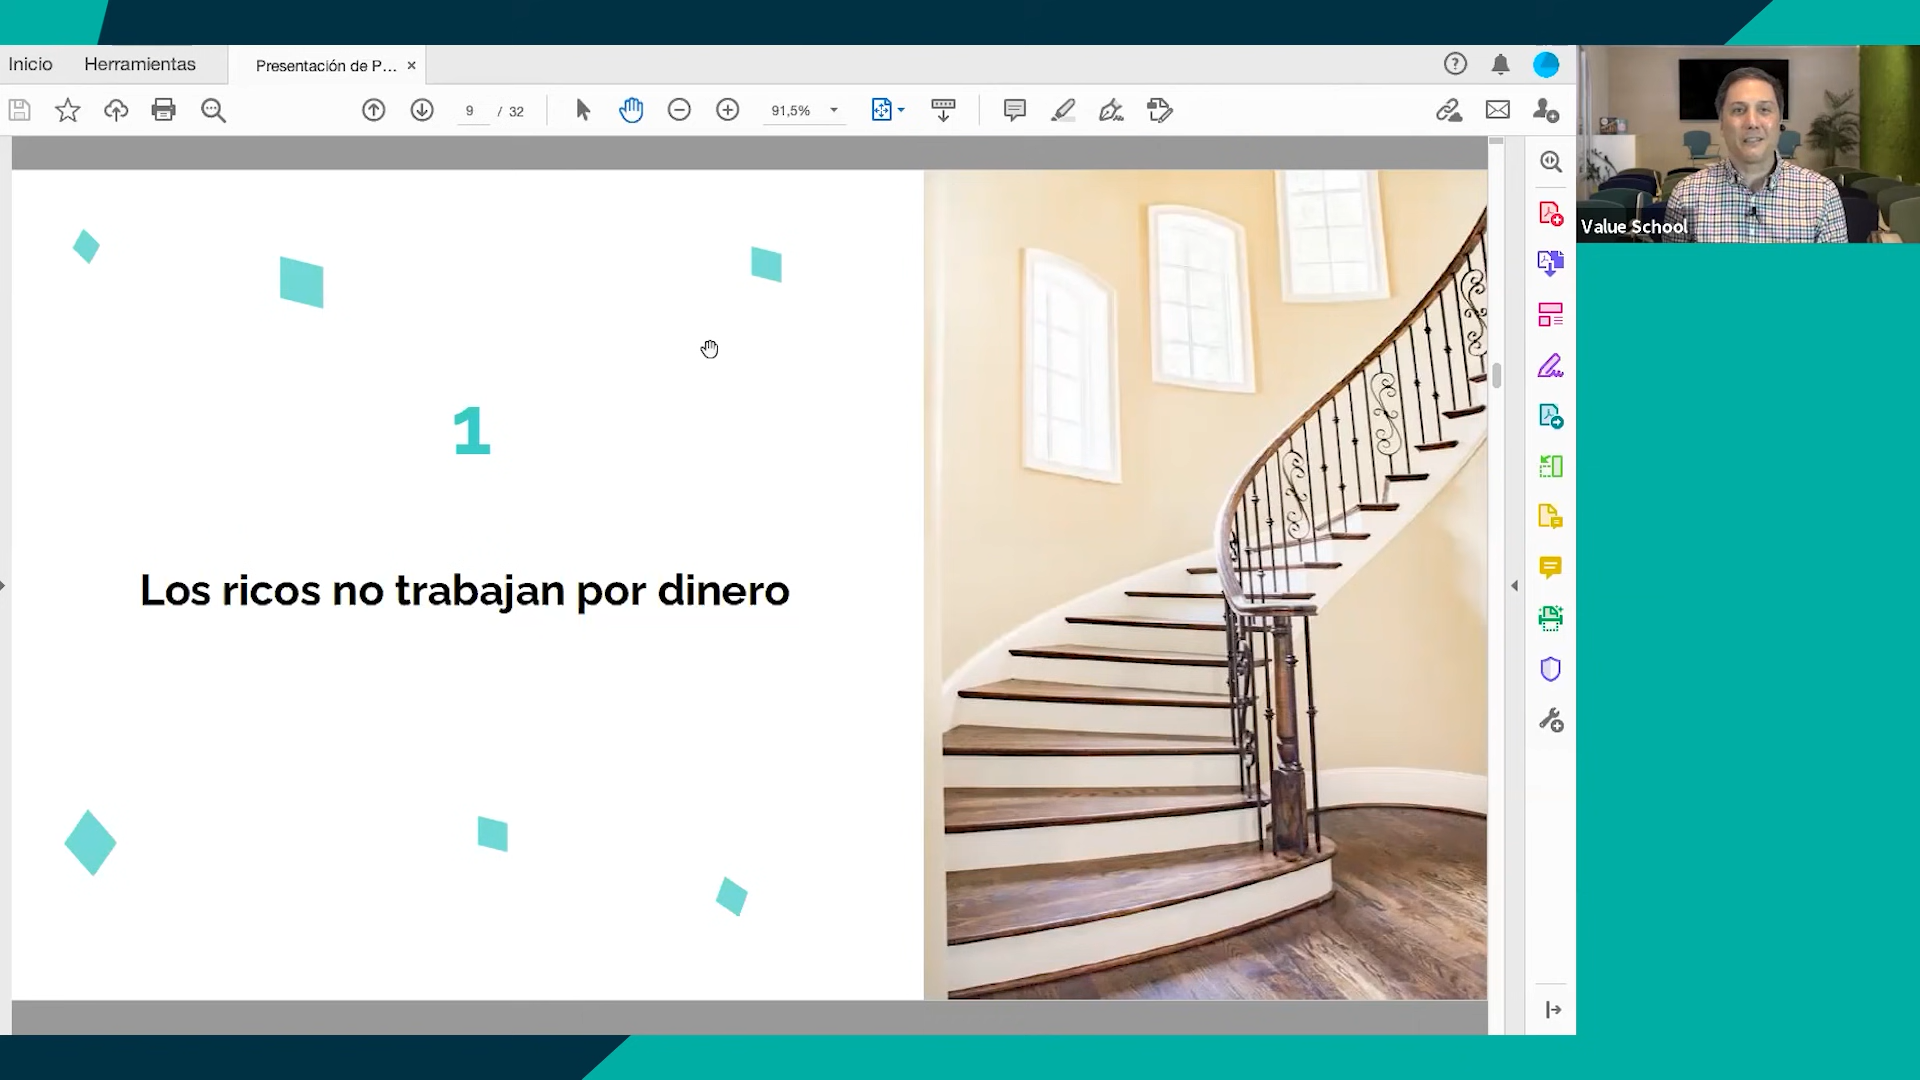 Inicio Herramientas Presentación de P... ×
9 / 32 91,5%
Value School
1
Los ricos no trabajan por dinero